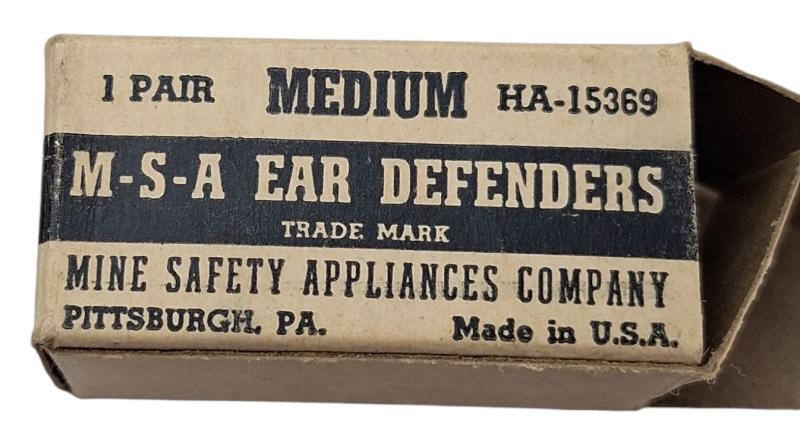 1 PAIR MEDIUM HA-15369
M-S-A EAR DEFENDERS
TRADE MARK
MINE SAFETY APPLIANCES COMPANY
PITTSBURGH, PA. Made in U.S.A.